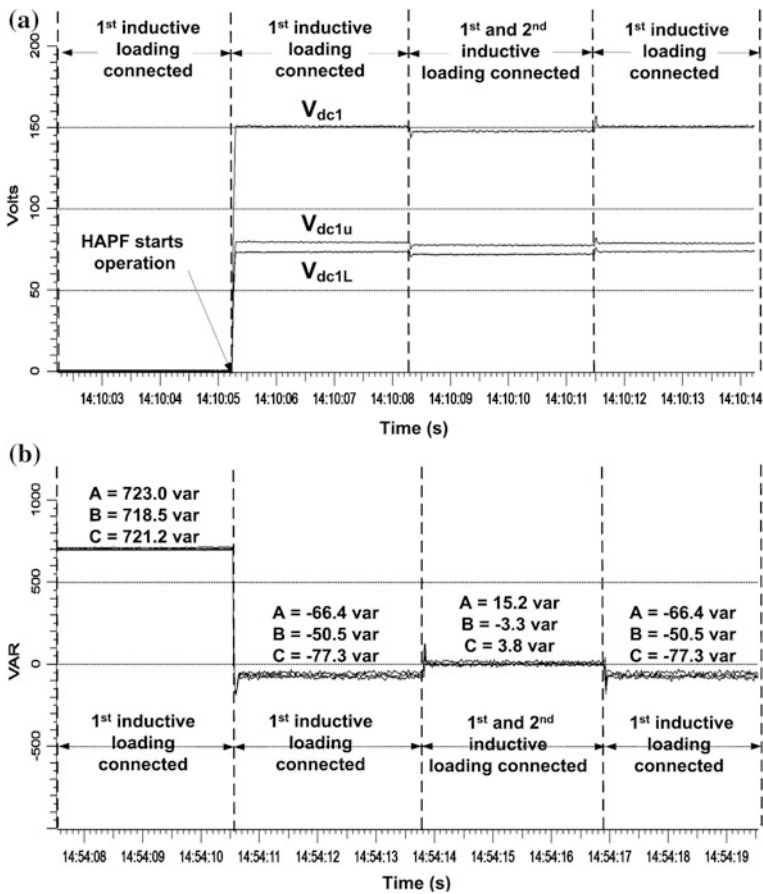 (a)
1st inductive loading connected
1st inductive loading connected
1st and 2nd inductive loading connected
1st inductive loading connected
200
150
100
50
0
Volts
Vdc1
Vdc1u
Vdc1L
HAPF starts operation
14:10:03 14:10:04 14:10:05 14:10:06 14:10:07 14:10:08 14:10:09 14:10:10 14:10:11 14:10:12 14:10:13 14:10:14
Time (s)
(b)
1000
500
0
-500
VAR
A = 723.0 var
B = 718.5 var
C = 721.2 var
A = -66.4 var
B = -50.5 var
C = -77.3 var
A = 15.2 var
B = -3.3 var
C = 3.8 var
A = -66.4 var
B = -50.5 var
C = -77.3 var
1st inductive loading connected
1st inductive loading connected
1st and 2nd inductive loading connected
1st inductive loading connected
14:54:08 14:54:09 14:54:10 14:54:11 14:54:12 14:54:13 14:54:14 14:54:15 14:54:16 14:54:17 14:54:18 14:54:19
Time (s)